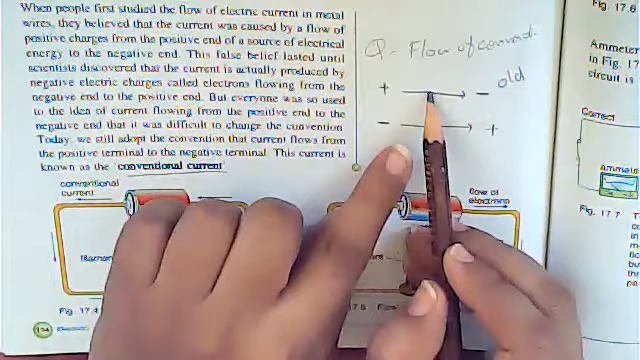 When people first studied the flow of electric current in metal
wires, they believed that the current was caused by a flow of
positive charges from the positive end of a source of electrical
energy to the negative end. This false belief lasted until
scientists discovered that the current is actually produced by
negative electric charges called electrons flowing from the
negative end to the positive end. But everyone was so used
to the idea of current flowing from the positive end to the
negative end that it was difficult to change the convention.
Today, we still adopt the convention that current flows from
the positive terminal to the negative terminal. This current is
known as the conventional current
Q- Flow of
+ → - old
- → +
conventional
current
flow of
electrons
Fig. 17.4
134
Fig. 17.6
Ammeter
in Fig. 17
circuit is
Correct
Fig. 17.7